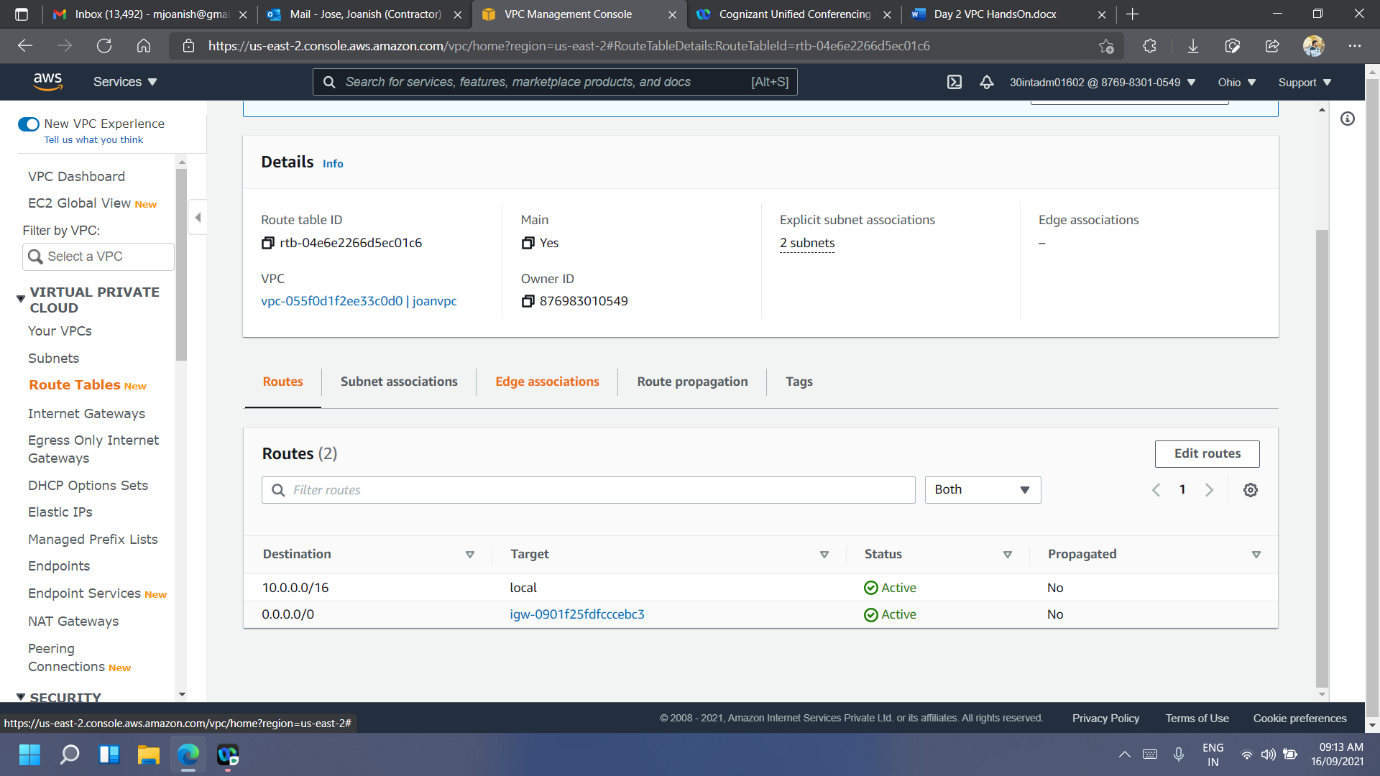 Inbox (13,492) - mjoanish@gmai
Mail - Jose, Joanish (Contractor)
VPC Management Console
Cognizant Unified Conferencing
Day 2 VPC HandsOn.docx
https://us-east-2.console.aws.amazon.com/vpc/home?region=us-east-2#RouteTableDetails:RouteTableId=rtb-04e6e2266d5ec01c6
aws
Services
Search for services, features, marketplace products, and docs
[Alt+S]
30intadm01602 @ 8769-8301-0549
Ohio
Support
New VPC Experience
Tell us what you think
VPC Dashboard
EC2 Global View New
Filter by VPC:
Select a VPC
VIRTUAL PRIVATE
CLOUD
Your VPCs
Subnets
Route Tables New
Internet Gateways
Egress Only Internet
Gateways
DHCP Options Sets
Elastic IPs
Managed Prefix Lists
Endpoints
Endpoint Services New
NAT Gateways
Peering
Connections New
SECURITY
Details Info
Route table ID
rtb-04e6e2266d5ec01c6
Main
Yes
Explicit subnet associations
2 subnets
Edge associations
–
VPC
vpc-055f0d1f2ee33c0d0 | joanvpc
Owner ID
876983010549
Routes
Subnet associations
Edge associations
Route propagation
Tags
Routes (2)
Edit routes
Filter routes
Both
1
Destination
Target
Status
Propagated
10.0.0.0/16
local
Active
No
0.0.0.0/0
igw-0901f25fdfcccebc3
Active
No
https://us-east-2.console.aws.amazon.com/vpc/home?region=us-east-2#
© 2008 - 2021, Amazon Internet Services Private Ltd. or its affiliates. All rights reserved.
Privacy Policy
Terms of Use
Cookie preferences
ENG
IN
09:13 AM
16/09/2021